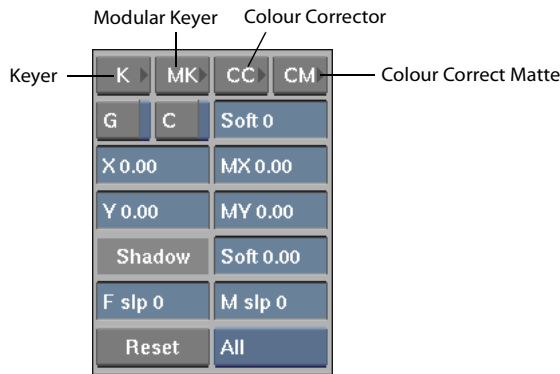 Modular Keyer Colour Corrector
Keyer K MK CC CM Colour Correct Matte
G C Soft 0
X 0.00 MX 0.00
Y 0.00 MY 0.00
Shadow Soft 0.00
F slp 0 M slp 0
Reset All